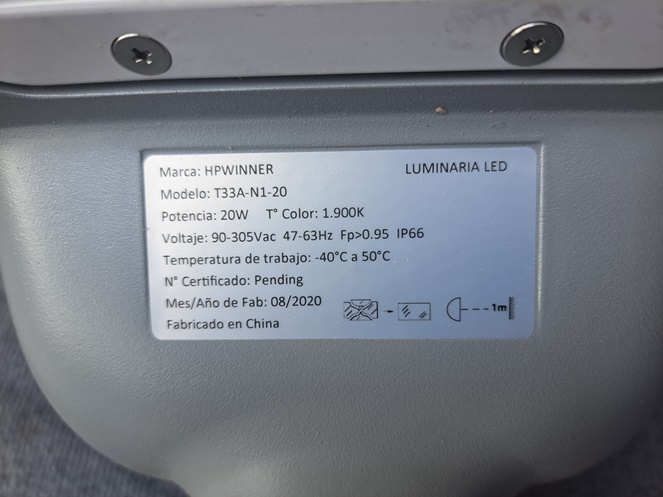 Marca: HPWINNER LUMINARIA LED
Modelo: T33A-N1-20
Potencia: 20W T° Color: 1.900K
Voltaje: 90-305Vac 47-63Hz Fp>0.95 IP66
Temperatura de trabajo: -40°C a 50°C
N° Certificado: Pending
Mes/Año de Fab: 08/2020
1m
Fabricado en China